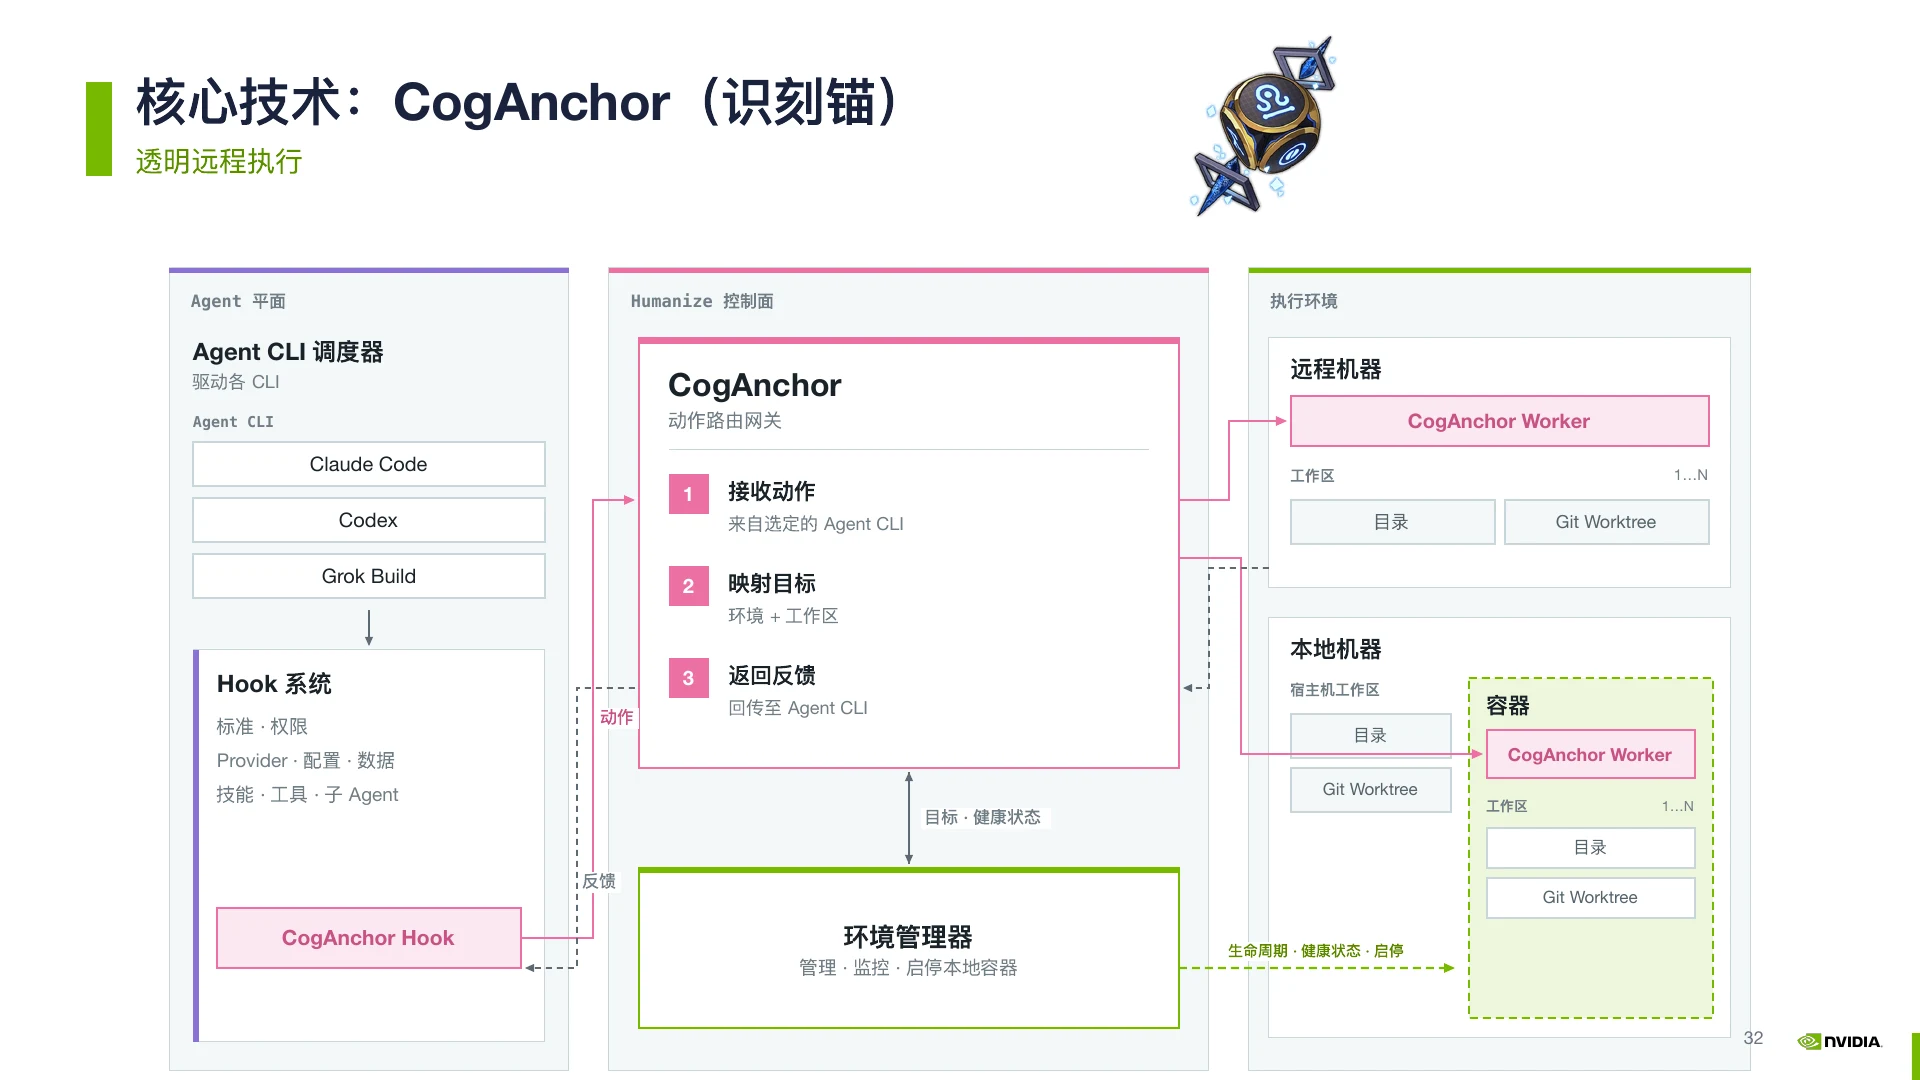 核心技术：CogAnchor（识刻锚）
透明远程执行
Agent 平面
Agent CLI 调度器
驱动各 CLI
Agent CLI
Claude Code
Codex
Grok Build
Hook 系统
标准 · 权限
Provider · 配置 · 数据
技能 · 工具 · 子 Agent
CogAnchor Hook
动作
反馈
Humanize 控制面
CogAnchor
动作路由网关
1
接收动作
来自选定的 Agent CLI
2
映射目标
环境 + 工作区
3
返回反馈
回传至 Agent CLI
目标 · 健康状态
环境管理器
管理 · 监控 · 启停本地容器
生命周期 · 健康状态 · 启停
执行环境
远程机器
CogAnchor Worker
工作区 1…N
目录
Git Worktree
本地机器
宿主机工作区
目录
Git Worktree
容器
CogAnchor Worker
工作区 1…N
目录
Git Worktree
32
NVIDIA